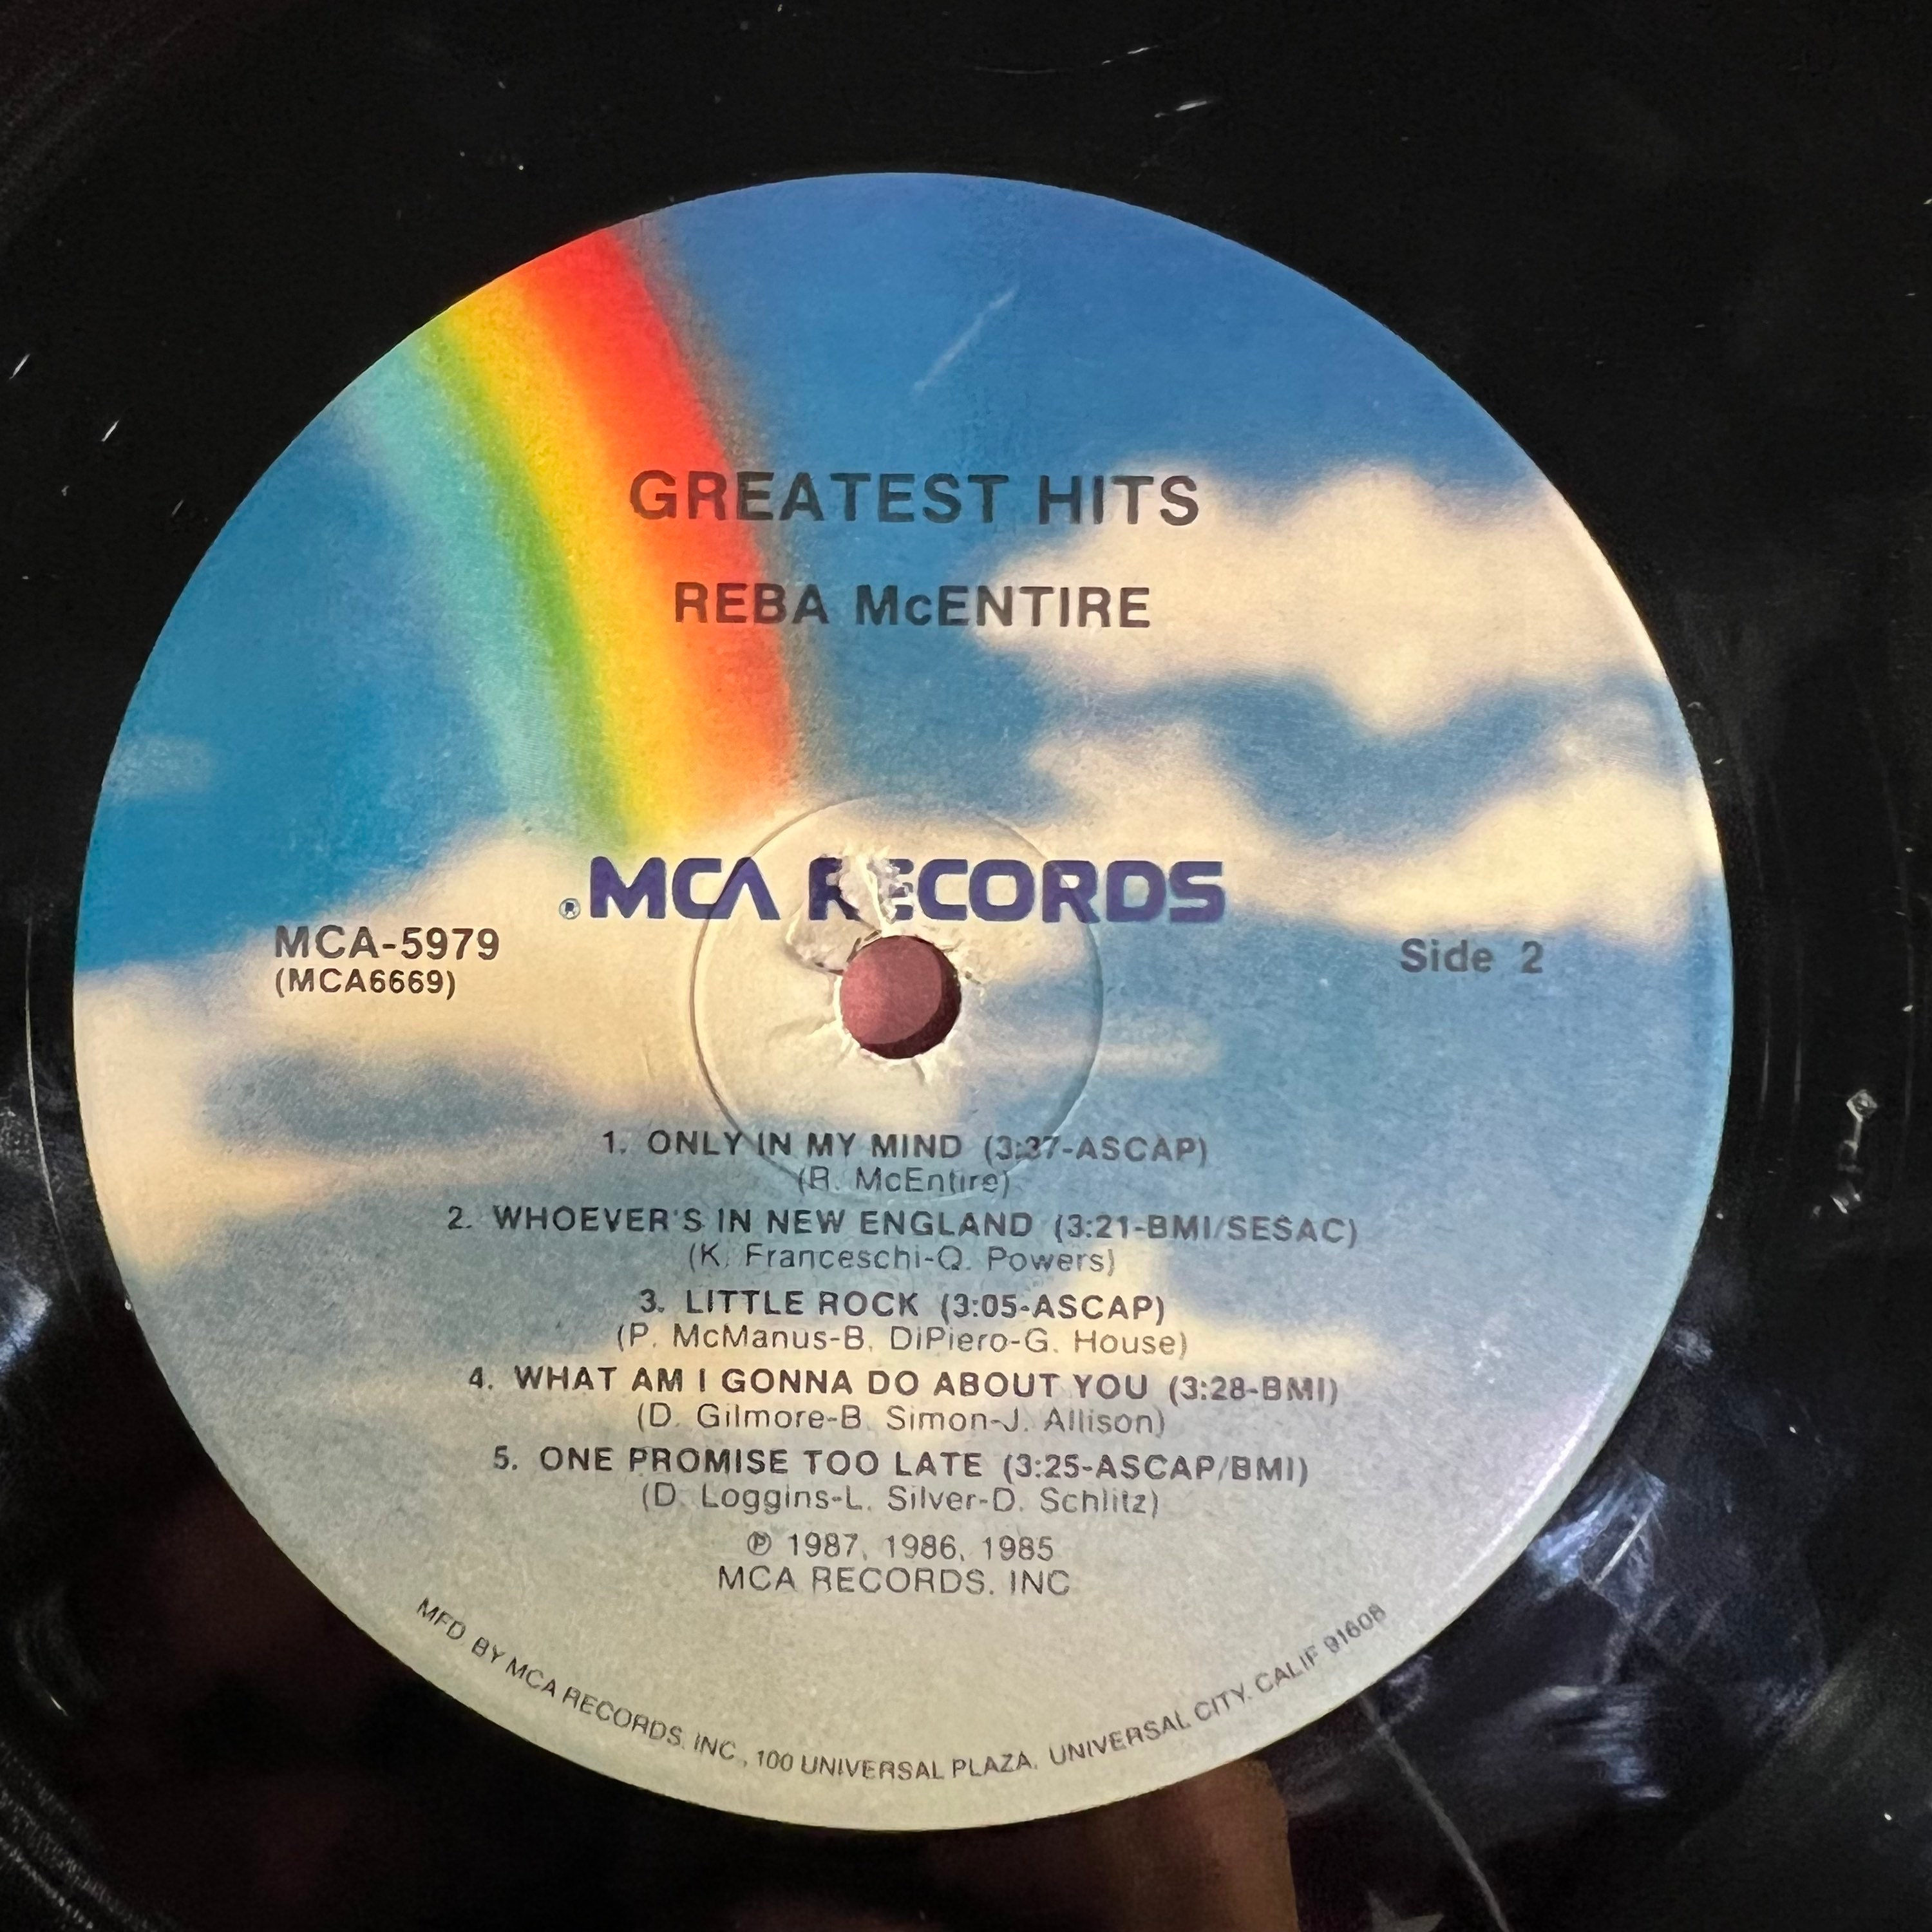 GREATEST HITS
REBA McENTIRE
®MCA RECORDS
MCA-5979
(MCA6669)
Side 2
1. ONLY IN MY MIND (3:37-ASCAP)
(R. McEntire)
2. WHOEVER'S IN NEW ENGLAND (3:21-BMI/SESAC)
(K. Franceschi-Q. Powers)
3. LITTLE ROCK (3:05-ASCAP)
(P. McManus-B. DiPiero-G. House)
4. WHAT AM I GONNA DO ABOUT YOU (3:28-BMI)
(D. Gilmore-B. Simon-J. Allison)
5. ONE PROMISE TOO LATE (3:25-ASCAP/BMI)
(D. Loggins-L. Silver-D. Schlitz)
℗ 1987, 1986, 1985
MCA RECORDS, INC
MFD BY MCA RECORDS, INC., 100 UNIVERSAL PLAZA, UNIVERSAL CITY, CALIF 91608